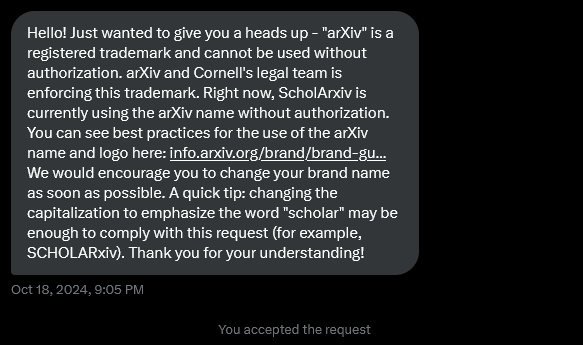 Hello! Just wanted to give you a heads up - "arXiv" is a
registered trademark and cannot be used without
authorization. arXiv and Cornell's legal team is
enforcing this trademark. Right now, ScholArxiv is
currently using the arXiv name without authorization.
You can see best practices for the use of the arXiv
name and logo here: info.arxiv.org/brand/brand-gu...
We would encourage you to change your brand name
as soon as possible. A quick tip: changing the
capitalization to emphasize the word "scholar" may be
enough to comply with this request (for example,
SCHOLARxiv). Thank you for your understanding!
Oct 18, 2024, 9:05 PM
You accepted the request